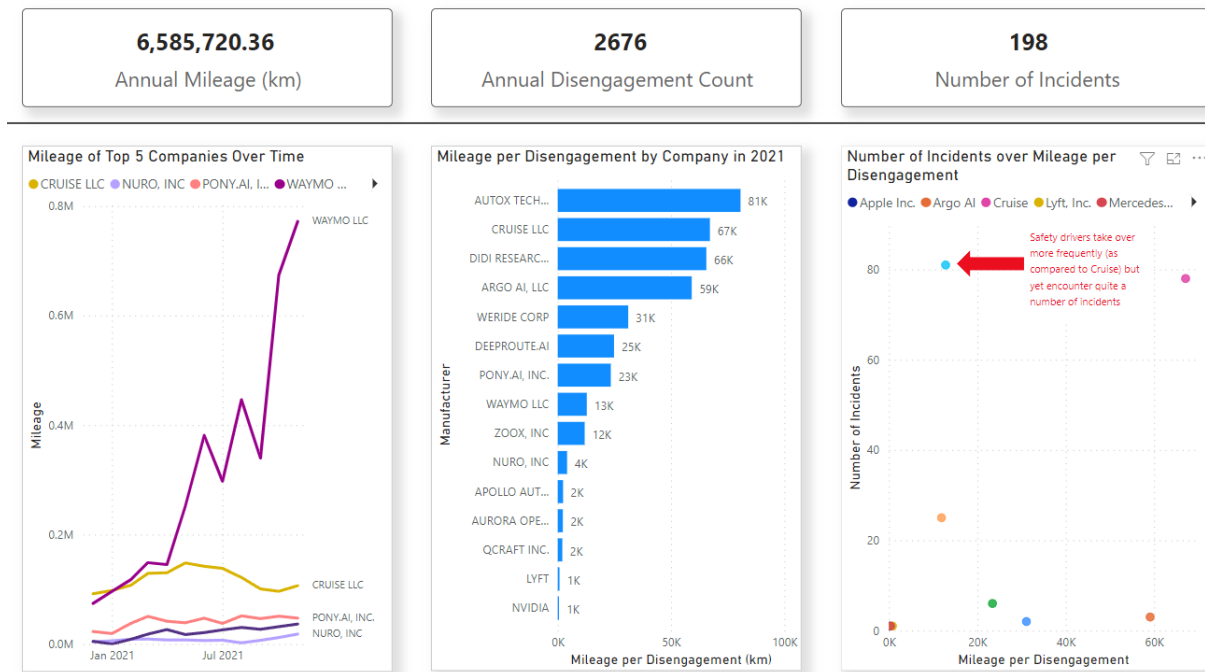 6,585,720.36
Annual Mileage (km)
2676
Annual Disengagement Count
198
Number of Incidents
Mileage of Top 5 Companies Over Time
CRUISE LLC NURO, INC PONY.AI, I... WAYMO ...
0.8M
0.6M
0.4M
0.2M
0.0M
Mileage
Jan 2021 Jul 2021
WAYMO LLC
CRUISE LLC
PONY.AI, INC.
NURO, INC
Mileage per Disengagement by Company in 2021
Manufacturer
AUTOX TECH... 81K
CRUISE LLC 67K
DIDI RESEARC... 66K
ARGO AI, LLC 59K
WERIDE CORP 31K
DEEPROUTE.AI 25K
PONY.AI, INC. 23K
WAYMO LLC 13K
ZOOX, INC 12K
NURO, INC 4K
APOLLO AUT... 2K
AURORA OPE... 2K
QCRAFT INC. 2K
LYFT 1K
NVIDIA 1K
0K 50K 100K
Mileage per Disengagement (km)
Number of Incidents over Mileage per
Disengagement
Apple Inc. Argo AI Cruise Lyft, Inc. Mercedes...
Safety drivers take over
more frequently (as
compared to Cruise) but
yet encounter quite a
number of incidents
80
60
40
20
0
Number of Incidents
0K 20K 40K 60K
Mileage per Disengagement